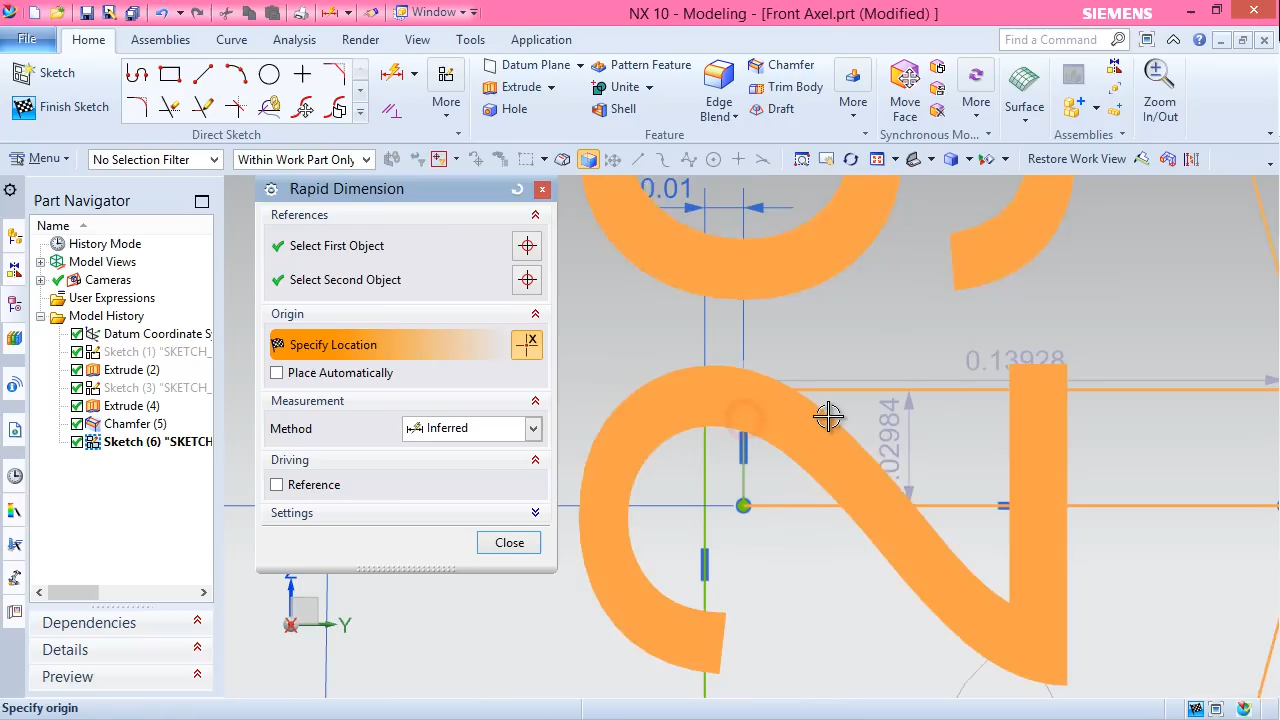 NX 10 - Modeling - [Front Axel.prt (Modified) ]
SIEMENS
Window
File
Home
Assemblies
Curve
Analysis
Render
View
Tools
Application
Find a Command
Sketch
Finish Sketch
More
Direct Sketch
Datum Plane
Extrude
Hole
Pattern Feature
Unite
Shell
Edge
Blend
Chamfer
Trim Body
Draft
More
Feature
Move
Face
More
Synchronous Mo...
Surface
Assemblies
Zoom
In/Out
Menu
No Selection Filter
Within Work Part Only
Restore Work View
Part Navigator
Name
History Mode
Model Views
Cameras
User Expressions
Model History
Datum Coordinate Sy
Sketch (1) "SKETCH_
Extrude (2)
Sketch (3) "SKETCH_
Extrude (4)
Chamfer (5)
Sketch (6) "SKETCH
Dependencies
Details
Preview
Rapid Dimension
References
Select First Object
Select Second Object
Origin
Specify Location
Place Automatically
Measurement
Method
Inferred
Driving
Reference
Settings
Close
0.01
0.13928
.02984
Z
Y
X
Specify origin